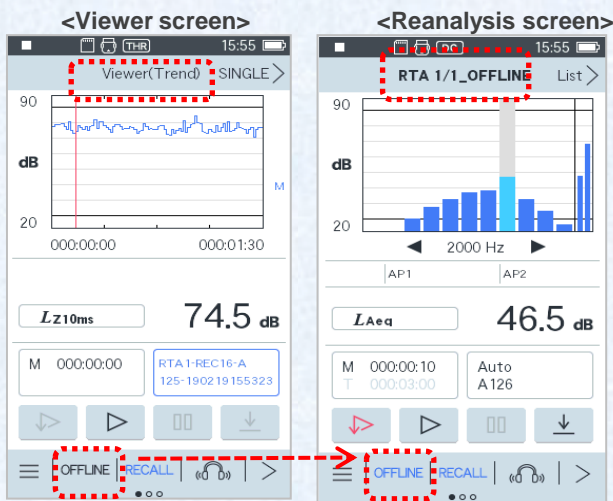 <Viewer screen>
THR 15:55
Viewer(Trend) SINGLE
90
dB
M
20
000:00:00 000:01:30
LZ10ms 74.5 dB
M 000:00:00
RTA1-REC16-A
125-190219155323
OFFLINE RECALL
<Reanalysis screen>
DC 15:55
RTA 1/1_OFFLINE List
90
dB
20
2000 Hz
AP1 AP2
LAeq 46.5 dB
M 000:00:10
T 000:03:00
Auto
A126
OFFLINE RECALL